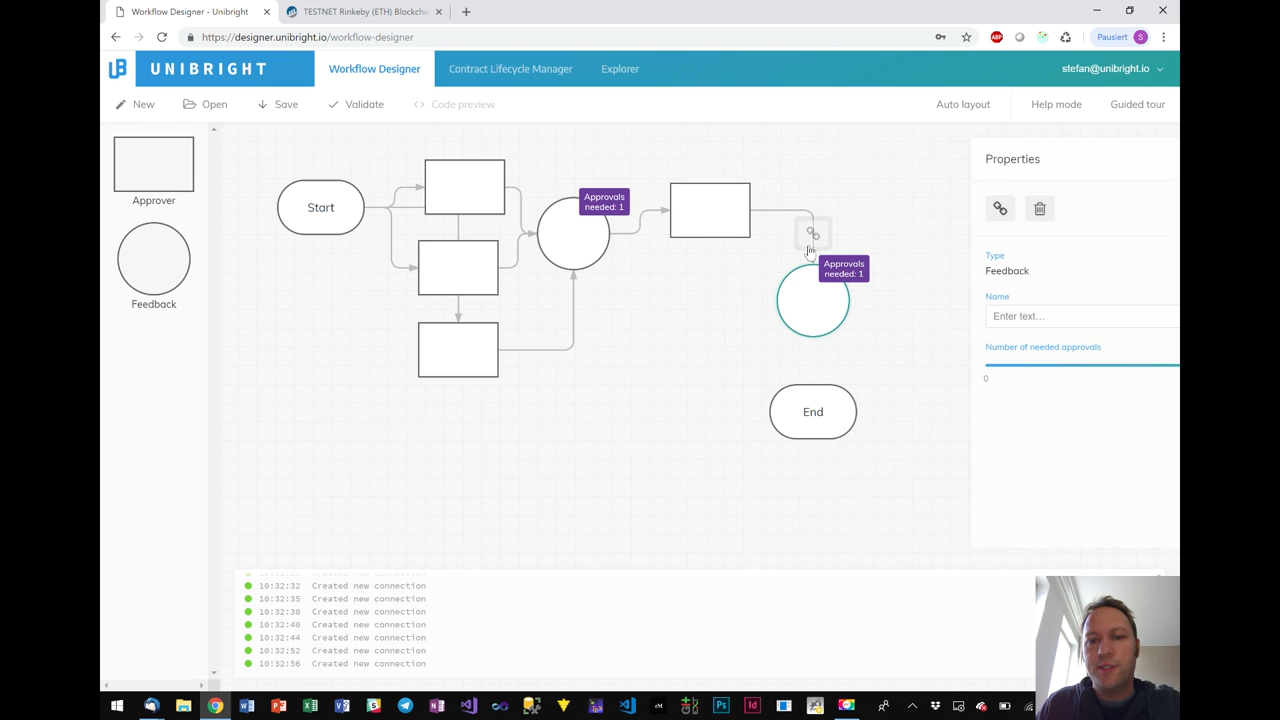 Workflow Designer - Unibright
TESTNET Rinkeby (ETH) Blockcha
https://designer.unibright.io/workflow-designer
ABP
Pausiert
S
UB
UNIBRIGHT
Workflow Designer
Contract Lifecycle Manager
Explorer
stefan@unibright.io
New
Open
Save
Validate
Code preview
Auto layout
Help mode
Guided tour
Approver
Feedback
Start
Approvals
needed: 1
Approvals
needed: 1
End
Properties
Type
Feedback
Name
Enter text...
Number of needed approvals
0
10:32:32 Created new connection
10:32:35 Created new connection
10:32:38 Created new connection
10:32:40 Created new connection
10:32:44 Created new connection
10:32:52 Created new connection
10:32:56 Created new connection
Ps
Id